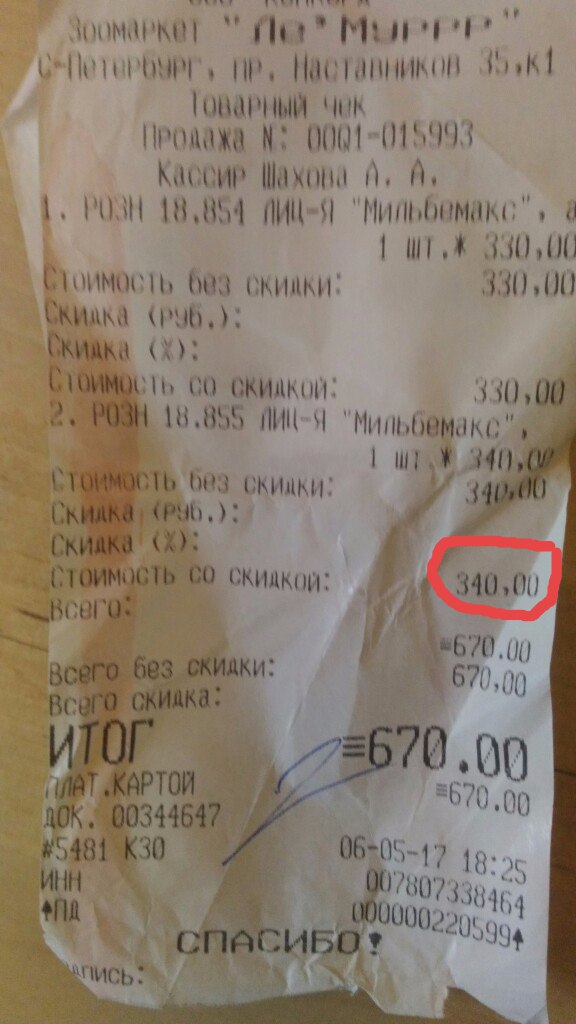 Зоомаркет "Ле'Муррр"
С-Петербург, пр. Наставников 35,к1
Товарный чек
Продажа N: 00Q1-015993
Кассир Шахова А. А.
1. РОЗН 18.854 ЛИЦ-Я "Мильбемакс", а
1 шт.* 330,00
Стоимость без скидки: 330,00
Скидка (руб.):
Скидка (%):
Стоимость со скидкой: 330,00
2. РОЗН 18.855 ЛИЦ-Я "Мильбемакс",
1 шт.* 340,00
Стоимость без скидки: 340,00
Скидка (руб.):
Скидка (%):
Стоимость со скидкой: 340,00
Всего:
≡670.00
Всего без скидки: 670,00
Всего скидка:
ИТОГ ≡670.00
ПЛАТ.КАРТОЙ ≡670.00
ДОК. 00344647
#5481 К30 06-05-17 18:25
ИНН 007807338464
↑ПД 000000220599↑
СПАСИБО!